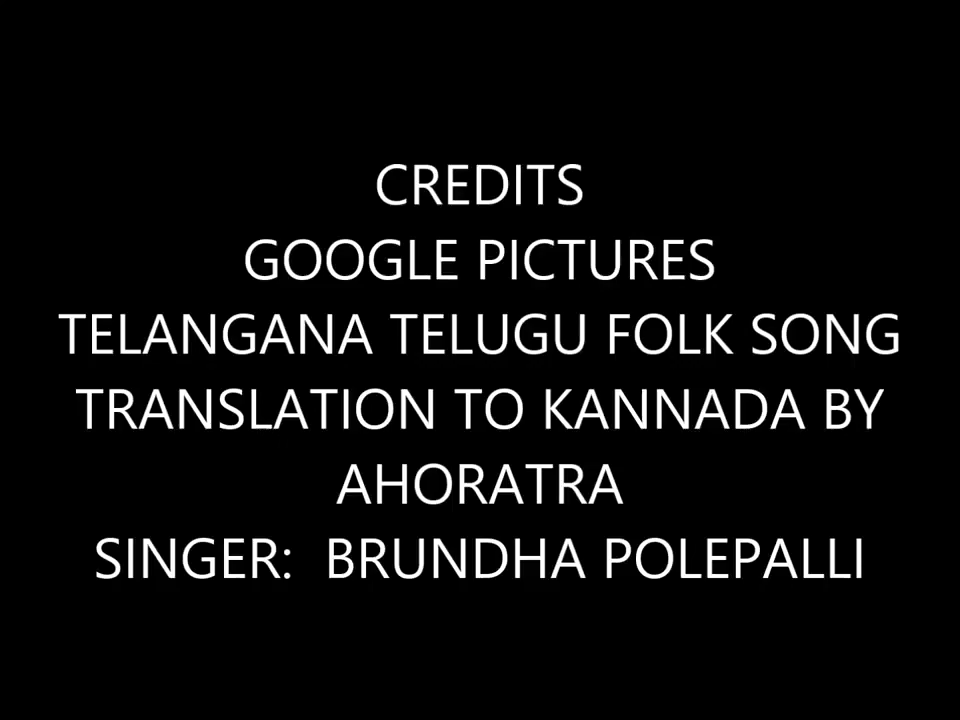 CREDITS
GOOGLE PICTURES
TELANGANA TELUGU FOLK SONG
TRANSLATION TO KANNADA BY
AHORATRA
SINGER:  BRUNDHA POLEPALLI